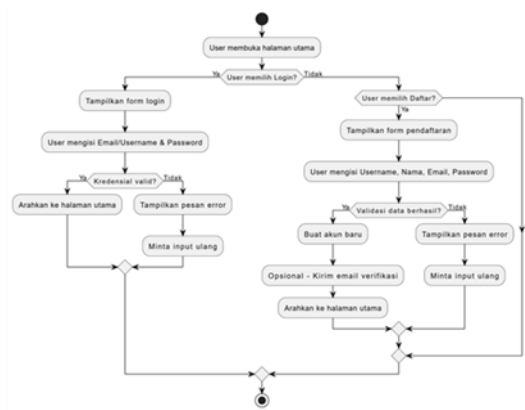 User membuka halaman utama
User memilih Login?
Ya
Tidak
Tampilkan form login
User mengisi Email/Username & Password
Kredensial valid?
Ya
Tidak
Arahkan ke halaman utama
Tampilkan pesan error
Minta input ulang
User memilih Daftar?
Ya
Tampilkan form pendaftaran
User mengisi Username, Nama, Email, Password
Validasi data berhasil?
Ya
Tidak
Buat akun baru
Opsional - Kirim email verifikasi
Arahkan ke halaman utama
Tampilkan pesan error
Minta input ulang